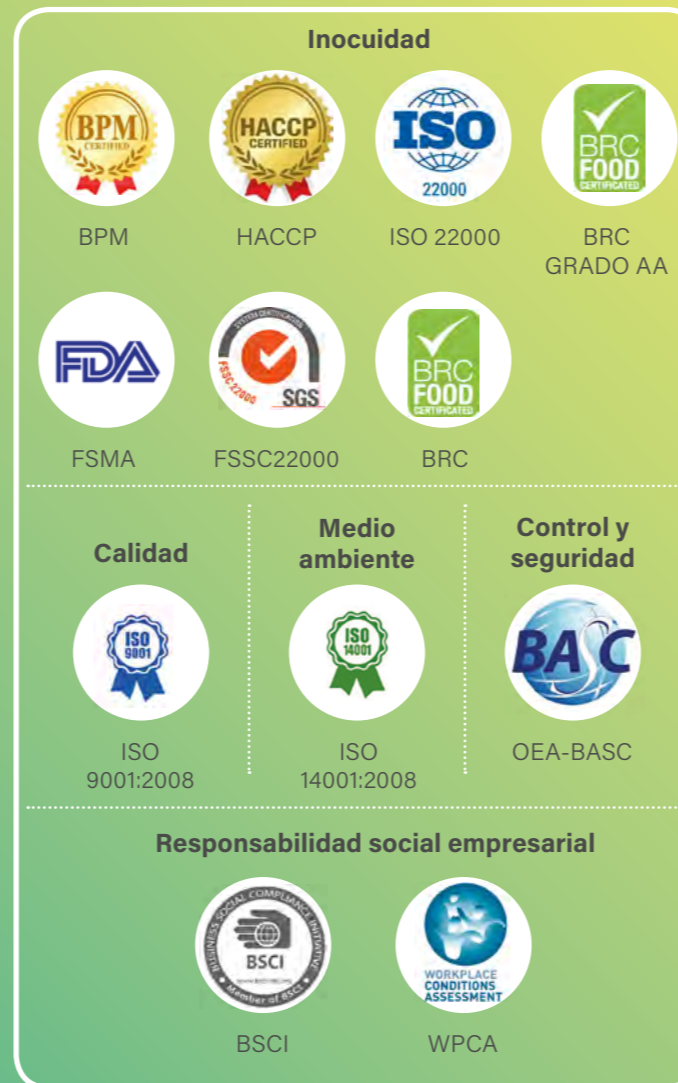 Inocuidad
BPM
CERTIFIED
HACCP
CERTIFIED
ISO
22000
BRC
FOOD
CERTIFICATED
BPM
HACCP
ISO 22000
BRC
GRADO AA
FDA
SYSTEM CERTIFICATION
FSSC 22000
SGS
BRC
FOOD
CERTIFICATED
FSMA
FSSC22000
BRC
Calidad
Medio
ambiente
Control y
seguridad
ISO
9001
ISO
14001
BASC
ISO
9001:2008
ISO
14001:2008
OEA-BASC
Responsabilidad social empresarial
BUSINESS SOCIAL COMPLIANCE INITIATIVE
BSCI
Member of BSCI
WORKPLACE
CONDITIONS
ASSESSMENT
BSCI
WPCA